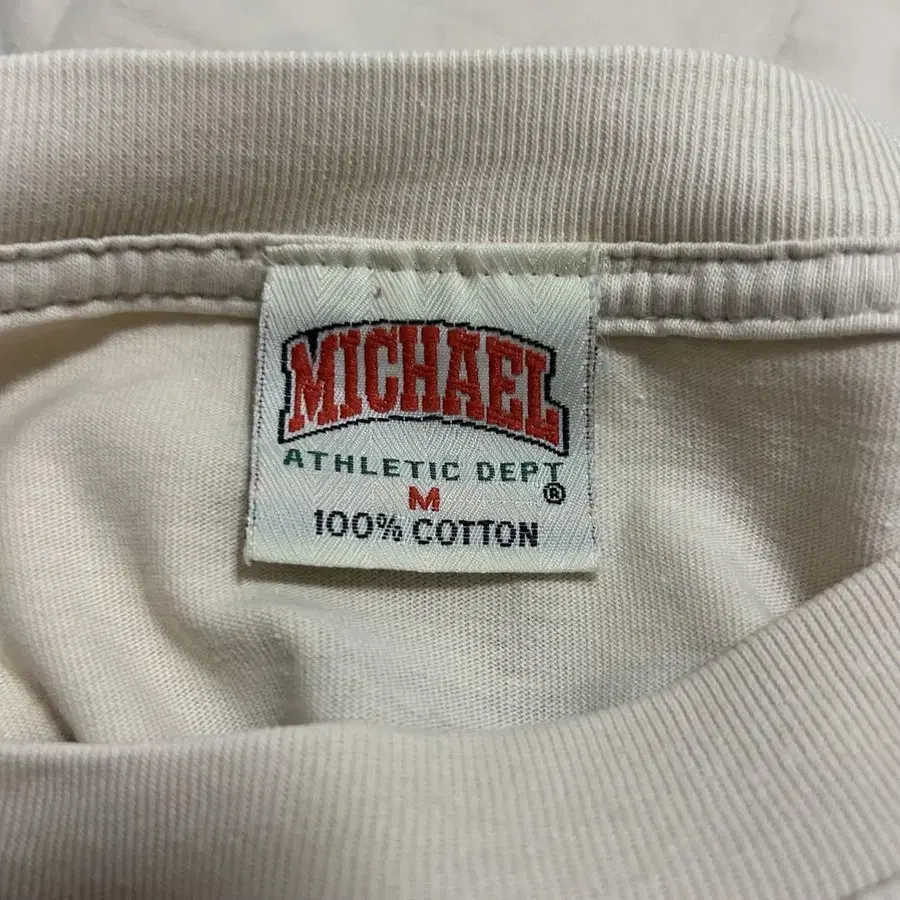 MICHAEL
ATHLETIC DEPT
M ®
100% COTTON